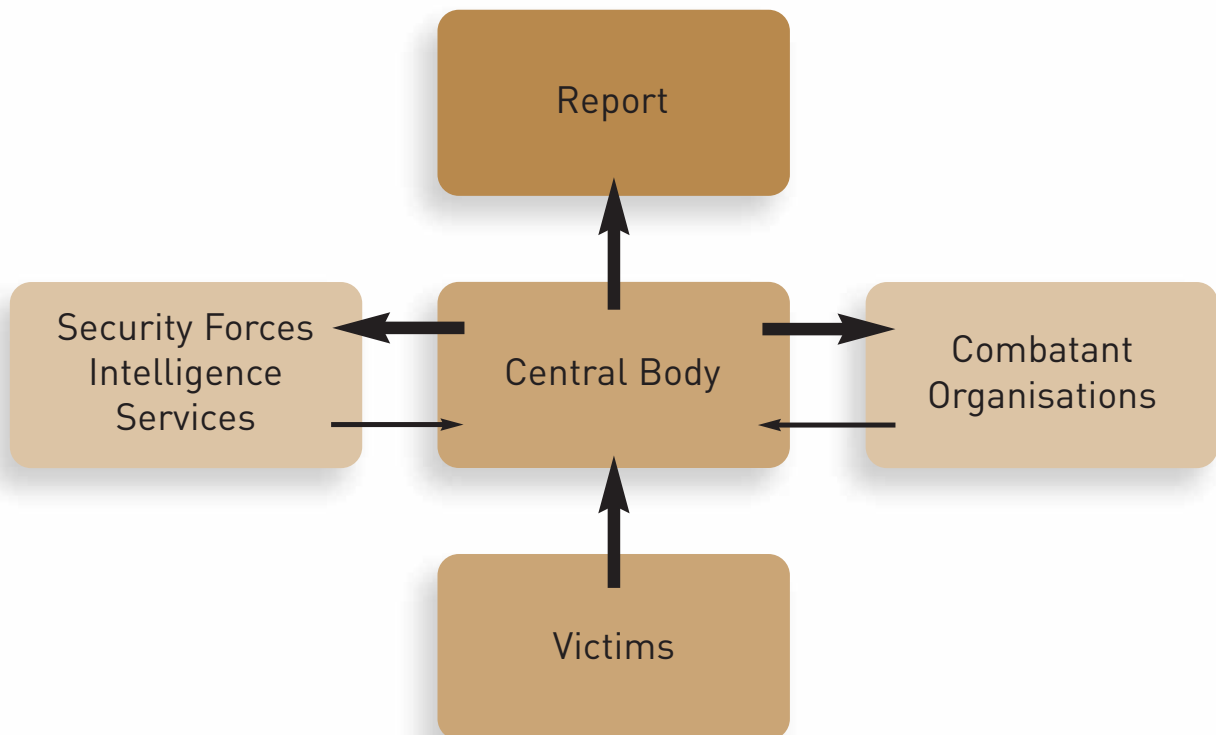 Report
Security Forces
Intelligence
Services
Central Body
Combatant
Organisations
Victims